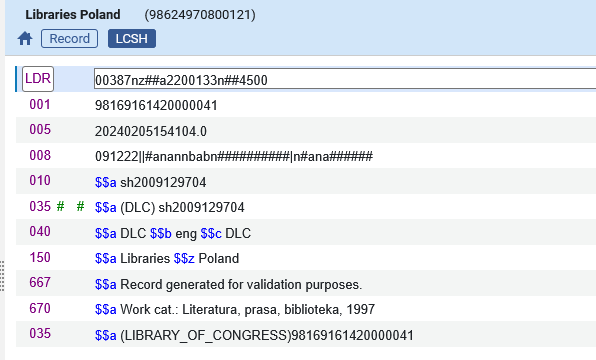 Libraries Poland (98624970800121)
Record LCSH
LDR 00387nz##a2200133n##4500
001 98169161420000041
005 20240205154104.0
008 091222||#anannbabn##########|n#ana######
010 $$a sh2009129704
035 # # $$a (DLC) sh2009129704
040 $$a DLC $$b eng $$c DLC
150 $$a Libraries $$z Poland
667 $$a Record generated for validation purposes.
670 $$a Work cat.: Literatura, prasa, biblioteka, 1997
035 $$a (LIBRARY_OF_CONGRESS)98169161420000041